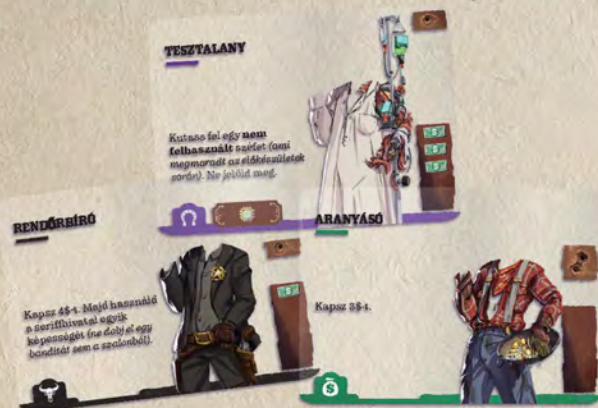 TESZTALANY
Kutass fel egy nem
felhasznált széfet (ami
megmaradt az előkészületek
során). Ne jelöld meg.
RENDŐRBÍRÓ
Kapsz 4$-t. Majd használd
a seriffhivatal egyik
képességét (ne dobj el egy
banditát sem a szalonból).
ARANYÁSÓ
Kapsz 3$-t.